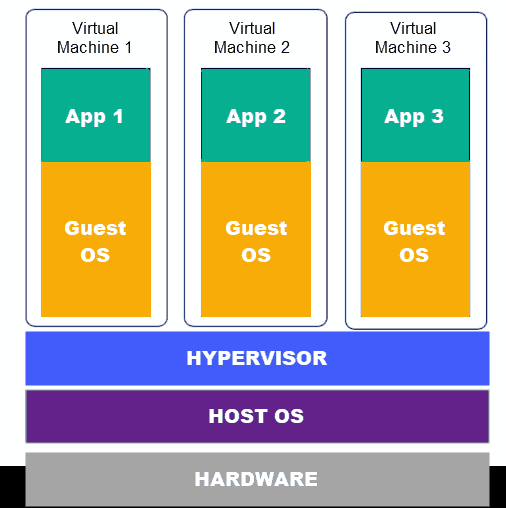 Virtual
Machine 1
Virtual
Machine 2
Virtual
Machine 3
App 1
App 2
App 3
Guest
OS
Guest
OS
Guest
OS
HYPERVISOR
HOST OS
HARDWARE